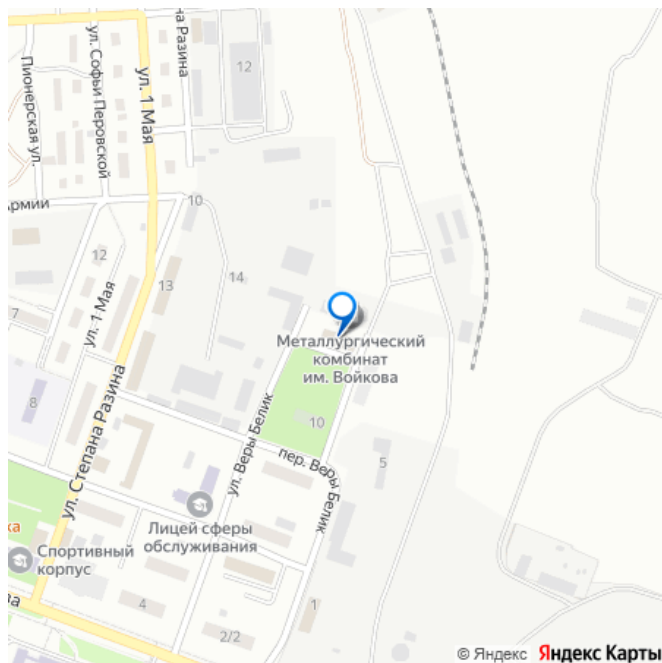 на Разина
12
Пионерская ул.
ул. Софьи Перовской
ул. 1 Мая
Армии
10
12
14
13
7
ул. 1 Мая
Металлургический
комбинат
им. Войкова
8
10
ул. Степана Разина
ул. Веры Белик
пер. Веры Белик
5
Лицей сферы
обслуживания
ка
Спортивный
корпус
ва
4
1
2/2
© Яндекс Яндекс Карты